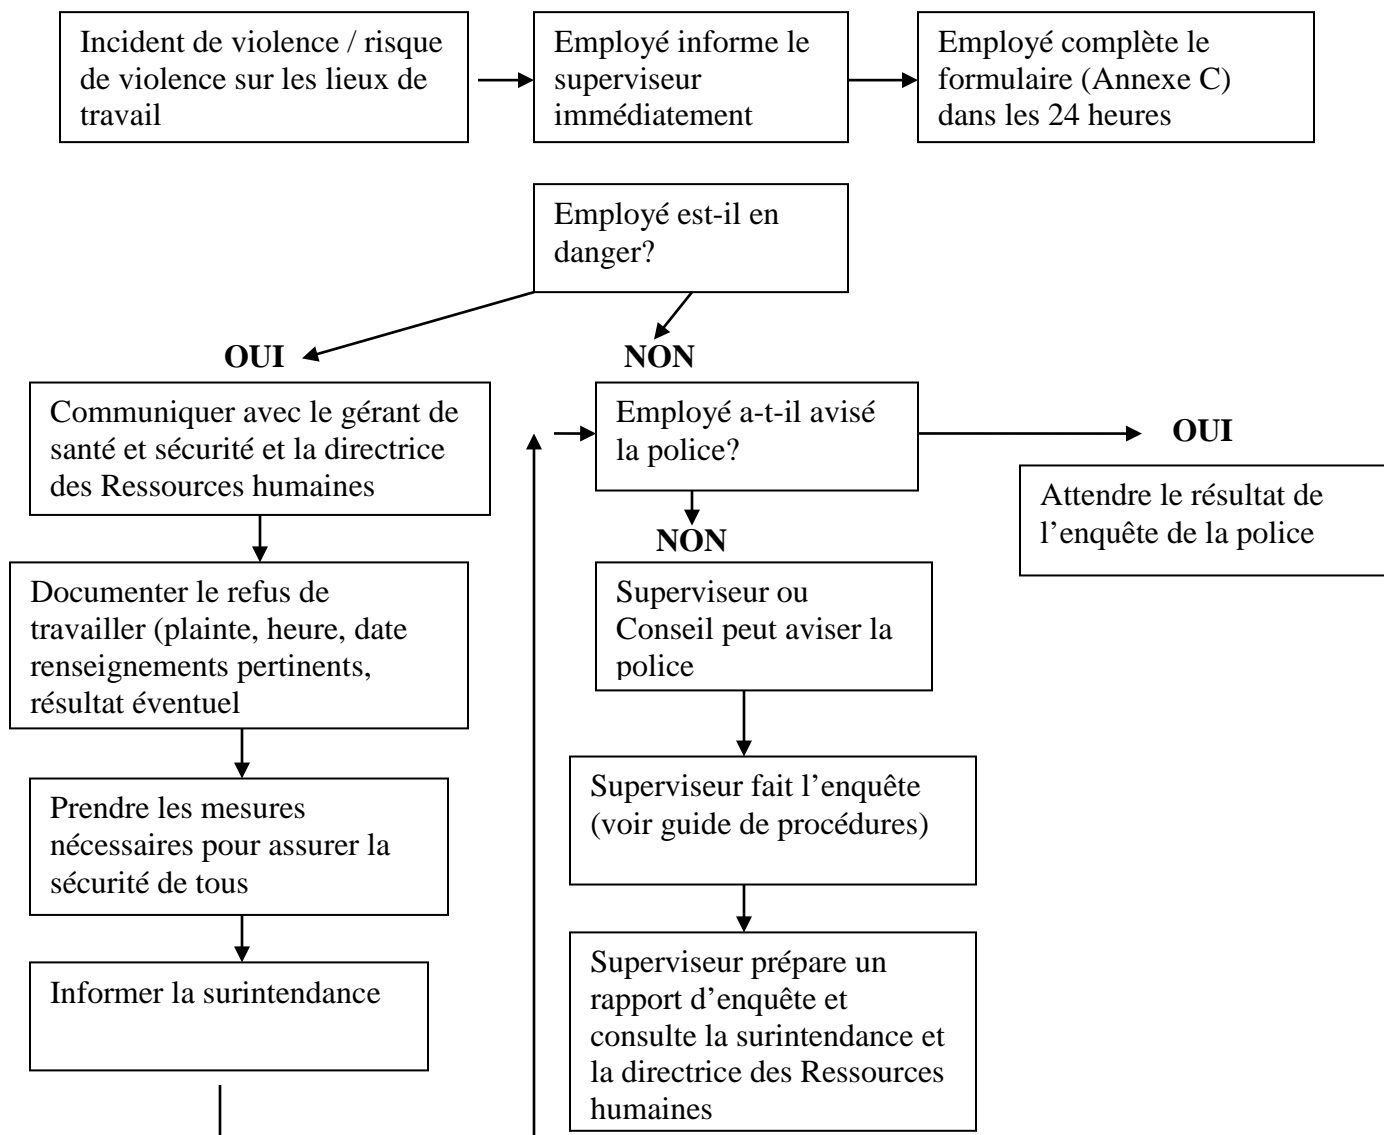 Incident de violence / risque
de violence sur les lieux de
travail
Employé informe le
superviseur
immédiatement
Employé complète le
formulaire (Annexe C)
dans les 24 heures
Employé est-il en
danger?
OUI
NON
Communiquer avec le gérant de
santé et sécurité et la directrice
des Ressources humaines
Employé a-t-il avisé
la police?
OUI
Attendre le résultat de
l’enquête de la police
NON
Documenter le refus de
travailler (plainte, heure, date
renseignements pertinents,
résultat éventuel
Superviseur ou
Conseil peut aviser la
police
Prendre les mesures
nécessaires pour assurer la
sécurité de tous
Superviseur fait l’enquête
(voir guide de procédures)
Informer la surintendance
Superviseur prépare un
rapport d’enquête et
consulte la surintendance et
la directrice des Ressources
humaines